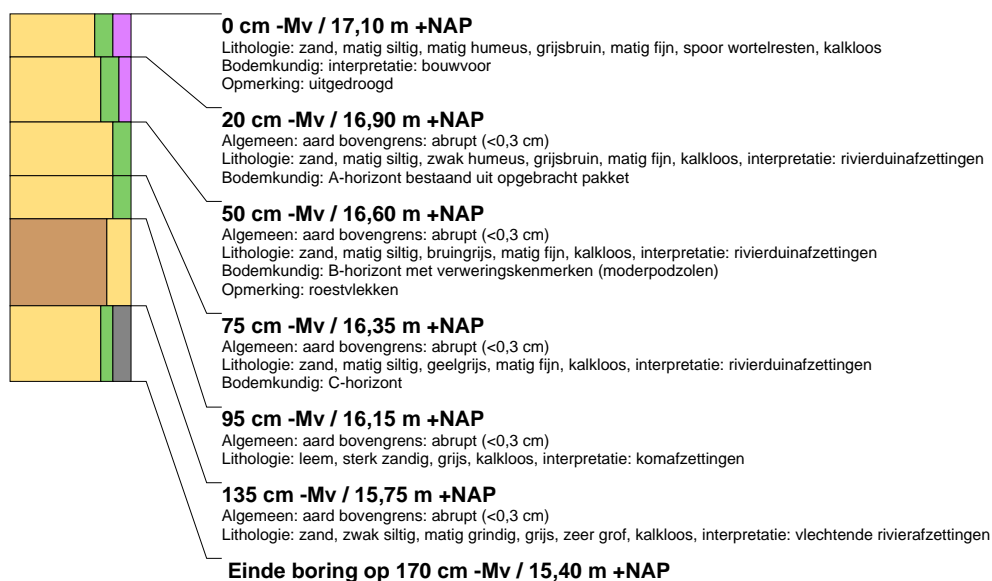 0 cm -Mv / 17,10 m +NAP
Lithologie: zand, matig siltig, matig humeus, grijsbruin, matig fijn, spoor wortelresten, kalkloos
Bodemkundig: interpretatie: bouwvoor
Opmerking: uitgedroogd
20 cm -Mv / 16,90 m +NAP
Algemeen: aard bovengrens: abrupt (<0,3 cm)
Lithologie: zand, matig siltig, zwak humeus, grijsbruin, matig fijn, kalkloos, interpretatie: rivierduinafzettingen
Bodemkundig: A-horizont bestaand uit opgebracht pakket
50 cm -Mv / 16,60 m +NAP
Algemeen: aard bovengrens: abrupt (<0,3 cm)
Lithologie: zand, matig siltig, bruingrijs, matig fijn, kalkloos, interpretatie: rivierduinafzettingen
Bodemkundig: B-horizont met verweringskenmerken (moderpodzolen)
Opmerking: roestvlekken
75 cm -Mv / 16,35 m +NAP
Algemeen: aard bovengrens: abrupt (<0,3 cm)
Lithologie: zand, matig siltig, geelgrijs, matig fijn, kalkloos, interpretatie: rivierduinafzettingen
Bodemkundig: C-horizont
95 cm -Mv / 16,15 m +NAP
Algemeen: aard bovengrens: abrupt (<0,3 cm)
Lithologie: leem, sterk zandig, grijs, kalkloos, interpretatie: komafzettingen
135 cm -Mv / 15,75 m +NAP
Algemeen: aard bovengrens: abrupt (<0,3 cm)
Lithologie: zand, zwak siltig, matig grindig, grijs, zeer grof, kalkloos, interpretatie: vlechtende rivierafzettingen
Einde boring op 170 cm -Mv / 15,40 m +NAP